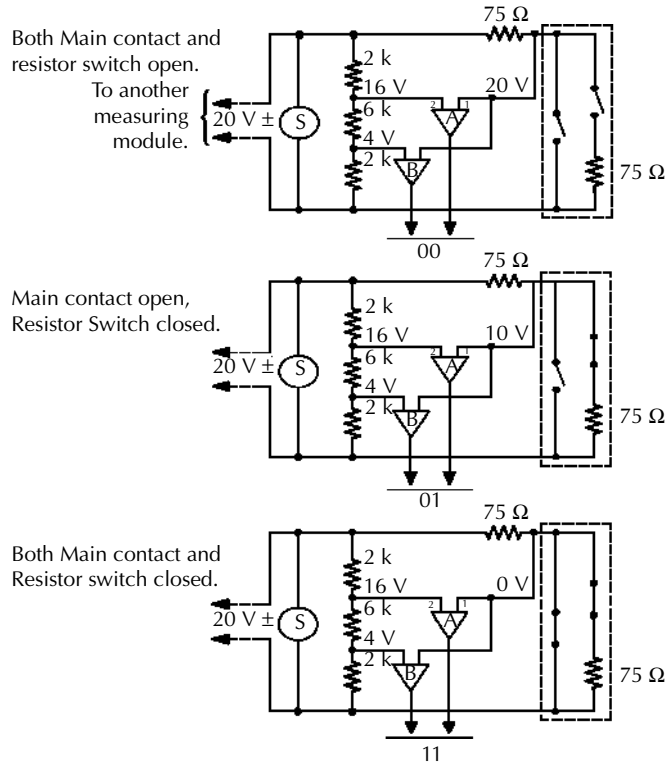 Both Main contact and
resistor switch open.
To another
measuring
module.
75 Ω
2 k
16 V
20 V
2 1
6 k
A
20 V ±
S
4 V
B
2 k
75 Ω
00
Main contact open,
Resistor Switch closed.
75 Ω
2 k
16 V
10 V
2 1
6 k
A
20 V ±
S
4 V
B
2 k
75 Ω
01
Both Main contact and
Resistor switch closed.
75 Ω
2 k
16 V
0 V
2 1
6 k
A
20 V ±
S
4 V
B
2 k
75 Ω
11